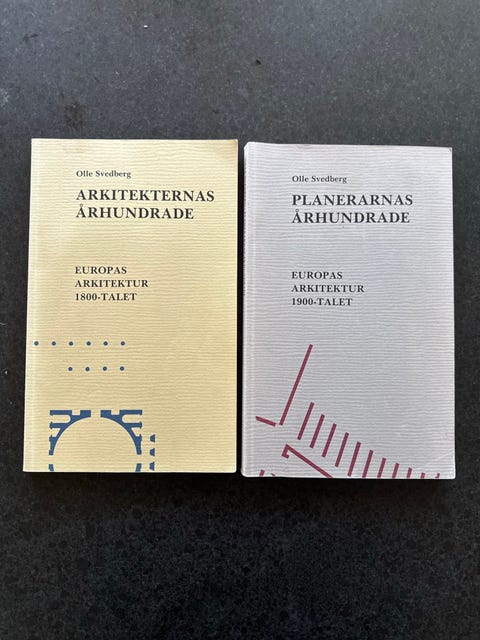 Olle Svedberg
ARKITEKTERNAS
ÅRHUNDRADE
EUROPAS
ARKITEKTUR
1800-TALET
Olle Svedberg
PLANERARNAS
ÅRHUNDRADE
EUROPAS
ARKITEKTUR
1900-TALET